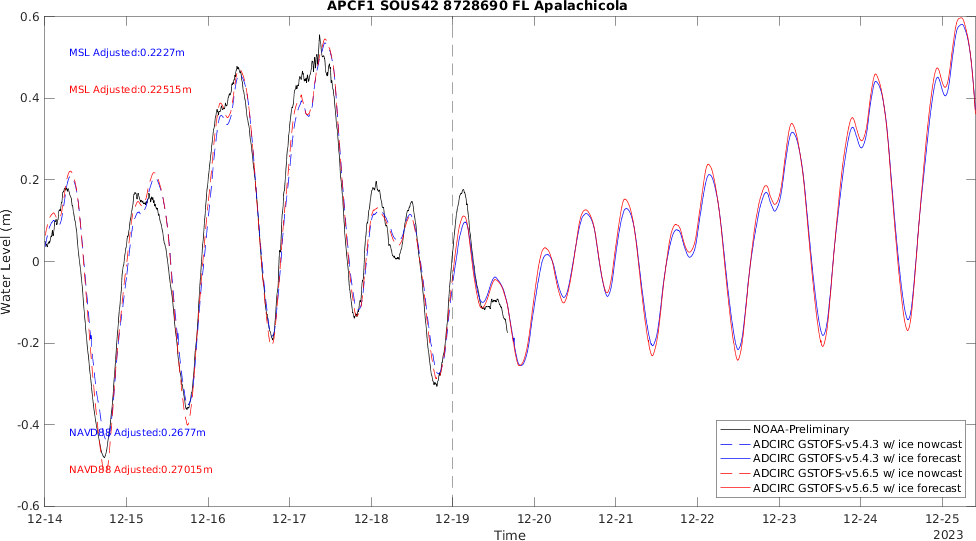 APCF1 SOUS42 8728690 FL Apalachicola
0.6
0.4
0.2
0
-0.2
-0.4
-0.6
Water Level (m)
MSL Adjusted:0.2227m
MSL Adjusted:0.22515m
NAVD88 Adjusted:0.2677m
NAVD88 Adjusted:0.27015m
NOAA-Preliminary
ADCIRC GSTOFS-v5.4.3 w/ ice nowcast
ADCIRC GSTOFS-v5.4.3 w/ ice forecast
ADCIRC GSTOFS-v5.6.5 w/ ice nowcast
ADCIRC GSTOFS-v5.6.5 w/ ice forecast
12-14 12-15 12-16 12-17 12-18 12-19 12-20 12-21 12-22 12-23 12-24 12-25
Time
2023